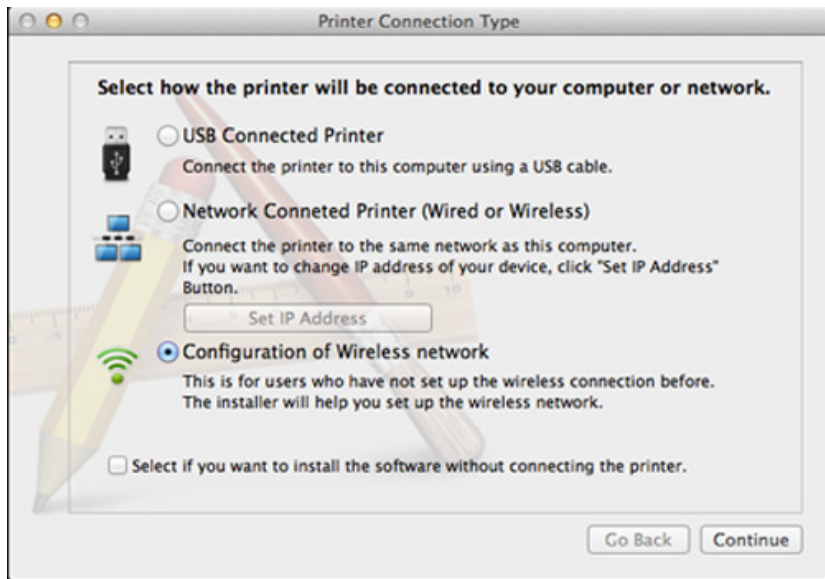 Printer Connection Type
Select how the printer will be connected to your computer or network.
USB Connected Printer
Connect the printer to this computer using a USB cable.
Network Conneted Printer (Wired or Wireless)
Connect the printer to the same network as this computer.
If you want to change IP address of your device, click "Set IP Address"
Button.
Set IP Address
Configuration of Wireless network
This is for users who have not set up the wireless connection before.
The installer will help you set up the wireless network.
Select if you want to install the software without connecting the printer.
Go Back
Continue